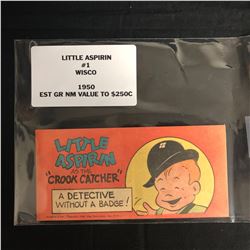 LITTLE ASPIRIN
#1
WISCO
1950
EST GR NM VALUE TO $250C
LITTLE
ASPIRIN
AS THE
"CROOK CATCHER"
A DETECTIVE
WITHOUT A BADGE!